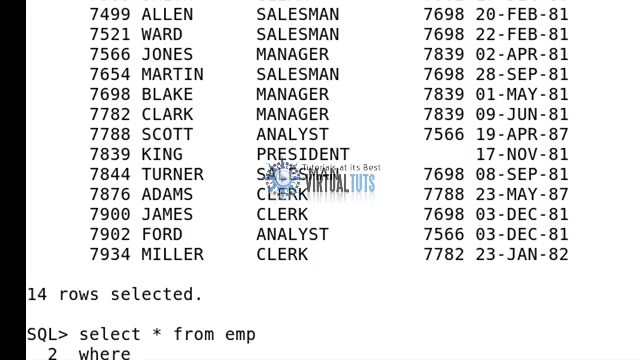 7499 ALLEN SALESMAN 7698 20-FEB-81
7521 WARD SALESMAN 7698 22-FEB-81
7566 JONES MANAGER 7839 02-APR-81
7654 MARTIN SALESMAN 7698 28-SEP-81
7698 BLAKE MANAGER 7839 01-MAY-81
7782 CLARK MANAGER 7839 09-JUN-81
7788 SCOTT ANALYST 7566 19-APR-87
7839 KING PRESIDENT 17-NOV-81
Tutorials at its Best
7844 TURNER SALESMAN 7698 08-SEP-81
VIRTUALTUTS
7876 ADAMS CLERK 7788 23-MAY-87
7900 JAMES CLERK 7698 03-DEC-81
7902 FORD ANALYST 7566 03-DEC-81
7934 MILLER CLERK 7782 23-JAN-82
14 rows selected.
SQL> select * from emp
2 where